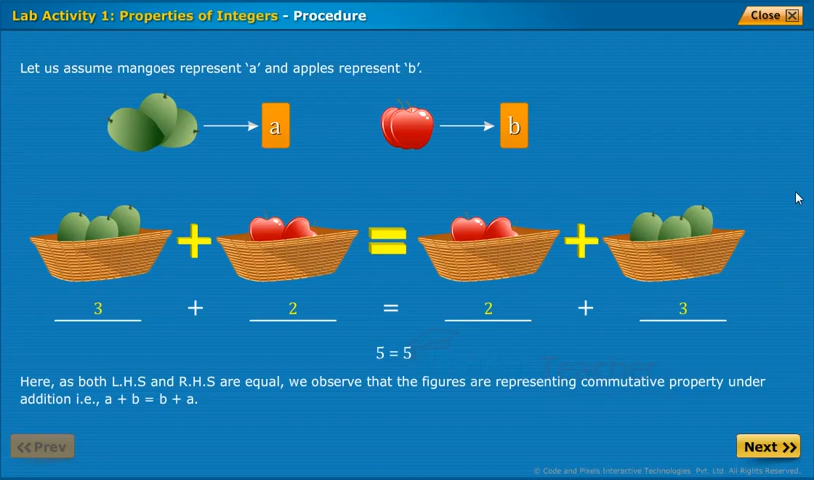 Lab Activity 1: Properties of Integers - Procedure
Close
Let us assume mangoes represent ‘a’ and apples represent ‘b’.
a b
3 + 2 = 2 + 3
5 = 5
Here, as both L.H.S and R.H.S are equal, we observe that the figures are representing commutative property under
addition i.e., a + b = b + a.
Prev
Next
© Code and Pixels Interactive Technologies Pvt. Ltd. All Rights Reserved.